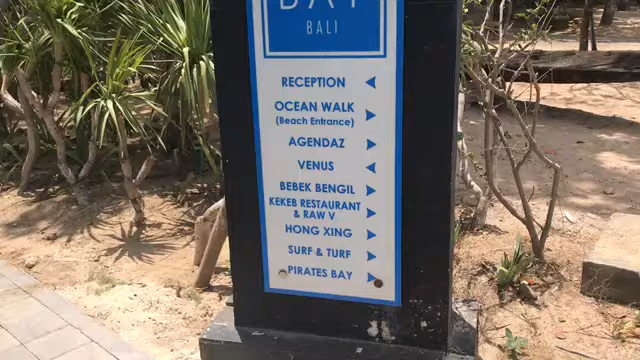 BAY
BALI
RECEPTION
OCEAN WALK
(Beach Entrance)
AGENDAZ
VENUS
BEBEK BENGIL
KEKEB RESTAURANT
& RAW V
HONG XING
SURF & TURF
PIRATES BAY